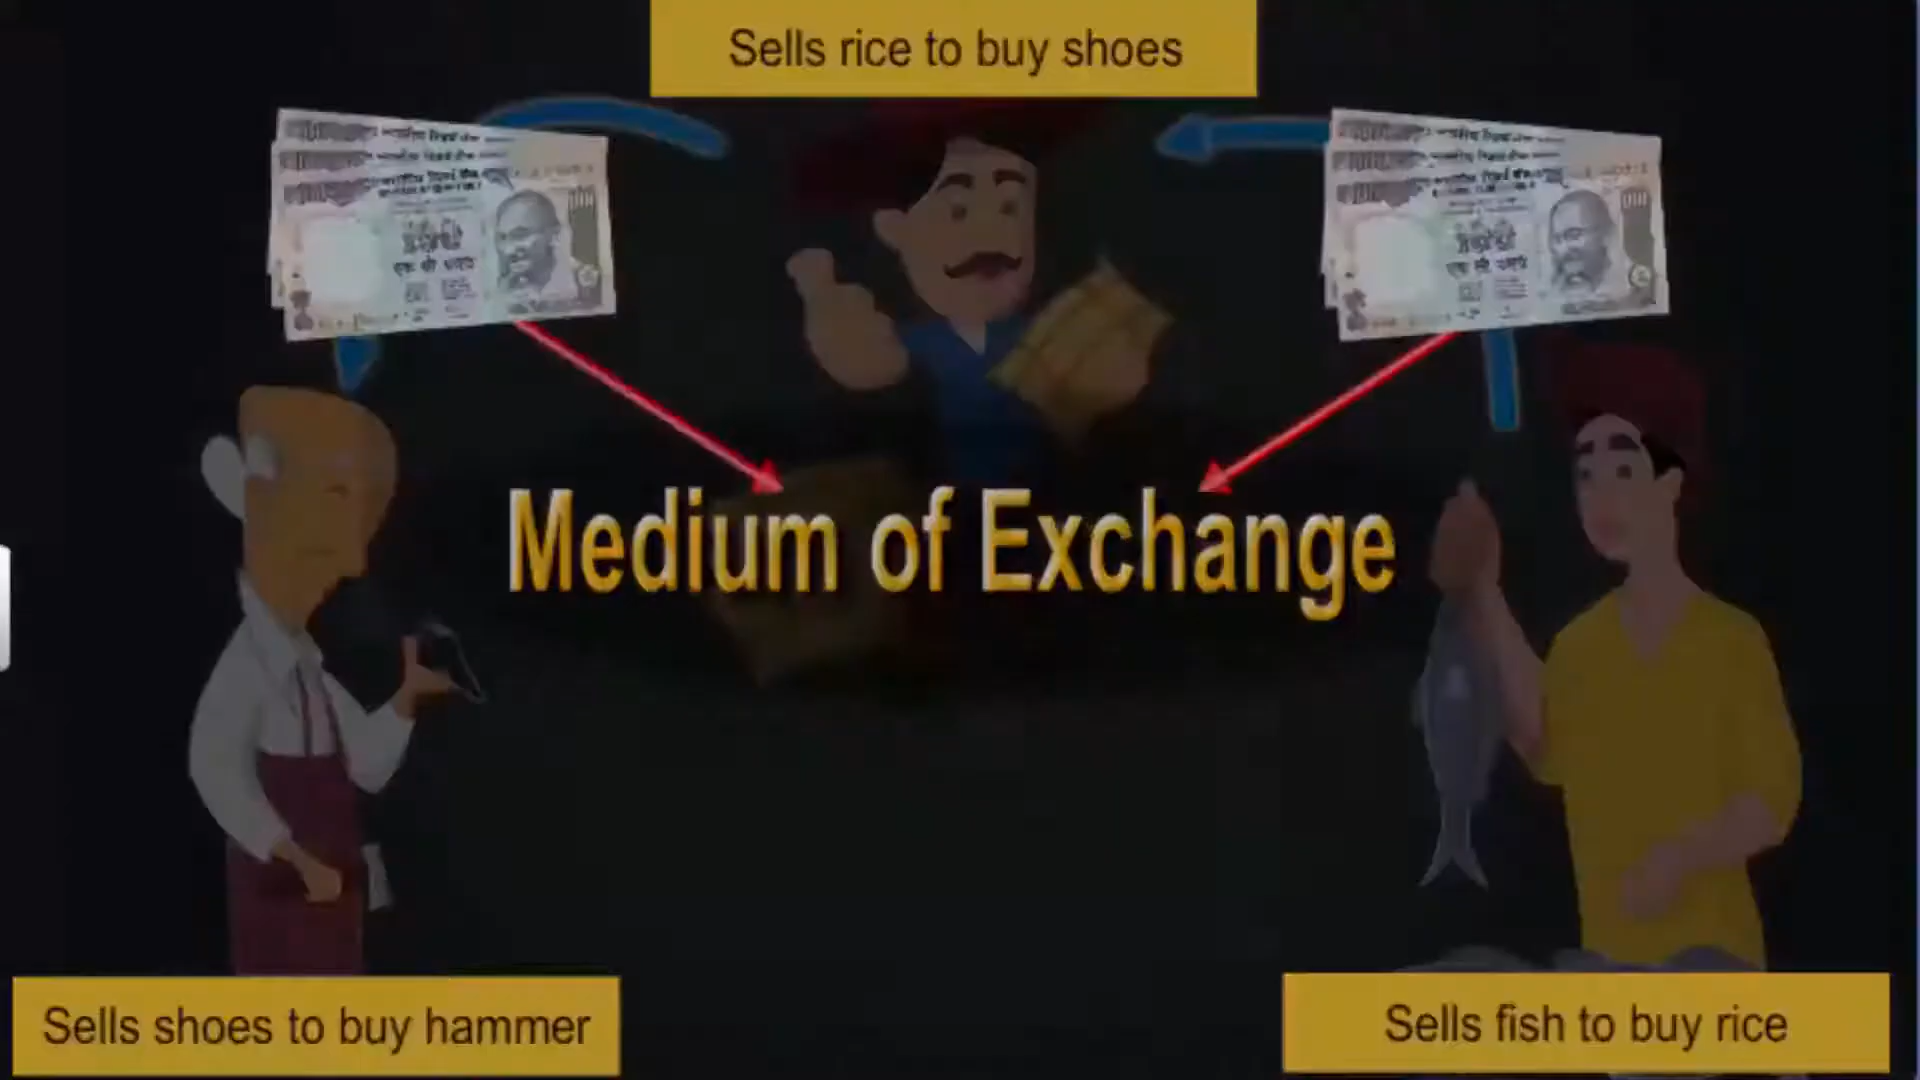 Sells rice to buy shoes
Medium of Exchange
Sells shoes to buy hammer
Sells fish to buy rice